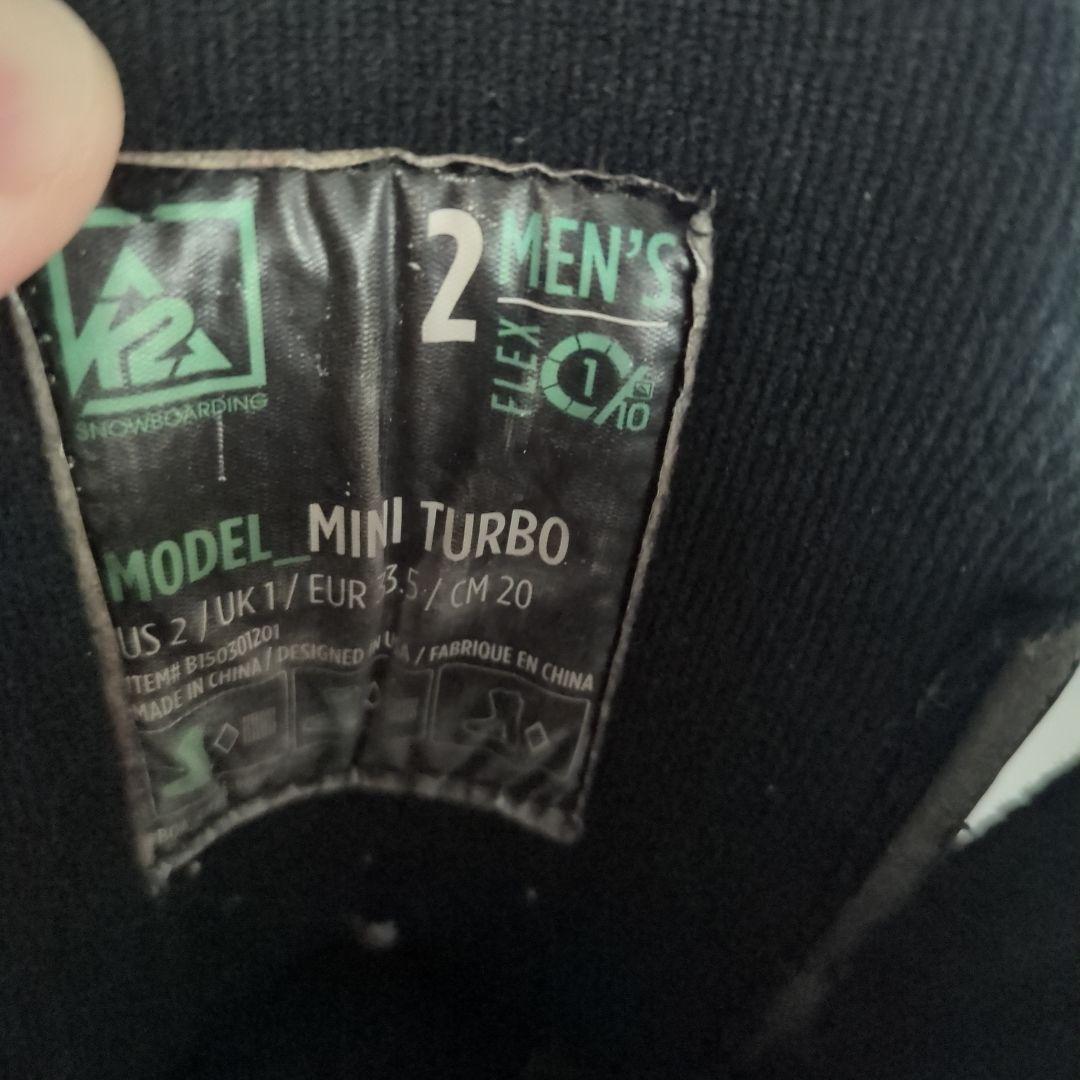 K2
SNOWBOARDING
2 MEN'S
FLEX 1/10
MODEL_MINI TURBO
US 2 / UK 1 / EUR 33.5 / CM 20
ITEM# B150301201
MADE IN CHINA / DESIGNED IN USA / FABRIQUE EN CHINA